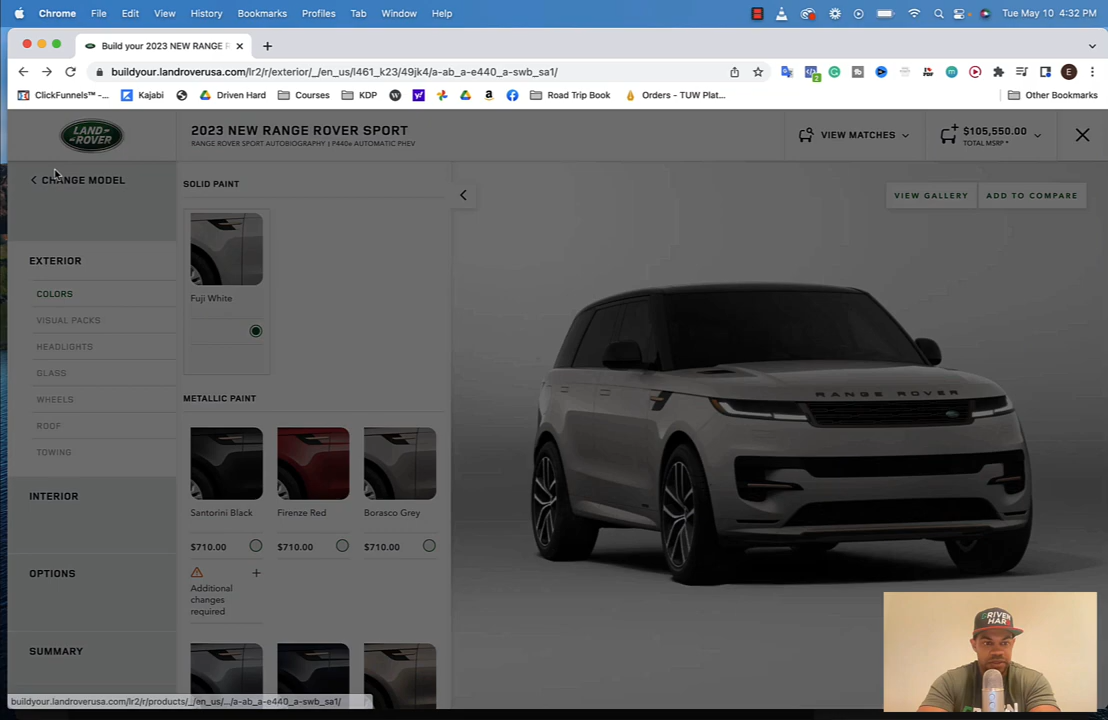 Chrome File Edit View History Bookmarks Profiles Tab Window Help Tue May 10 4:32 PM
Build your 2023 NEW RANGE R
buildyour.landroverusa.com/lr2/r/exterior/_/en_us/l461_k23/49jk4/a-ab_a-e440_a-swb_sa1/
ClickFunnels™ -... Kajabi Driven Hard Courses KDP Road Trip Book Orders - TUW Plat... Other Bookmarks
LAND ROVER
2023 NEW RANGE ROVER SPORT
RANGE ROVER SPORT AUTOBIOGRAPHY | P440e AUTOMATIC PHEV
VIEW MATCHES
$105,550.00
TOTAL MSRP *
CHANGE MODEL
EXTERIOR
COLORS
VISUAL PACKS
HEADLIGHTS
GLASS
WHEELS
ROOF
TOWING
INTERIOR
OPTIONS
SUMMARY
SOLID PAINT
Fuji White
METALLIC PAINT
Santorini Black
Firenze Red
Borasco Grey
$710.00
$710.00
$710.00
Additional
changes
required
VIEW GALLERY
ADD TO COMPARE
RANGE ROVER
buildyour.landroverusa.com/lr2/r/products/_/en_us/.../a-ab_a-e440_a-swb_sa1/